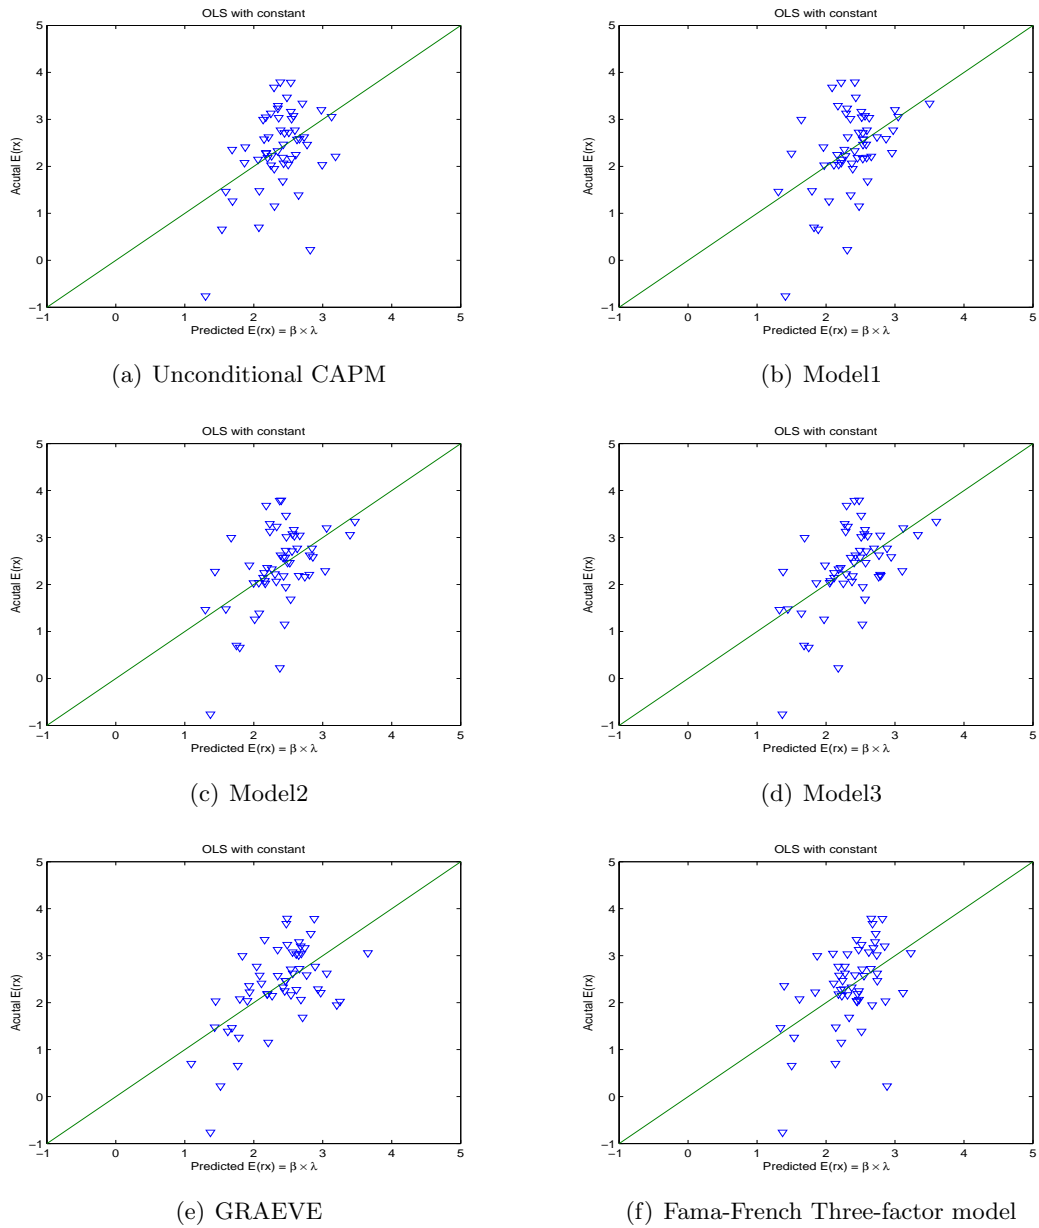 OLS with constant
5
4
3
2
1
0
−1
Acutal E(rx)
−1 0 1 2 3 4 5
Predicted E(rx) = β × λ
(a) Unconditional CAPM
OLS with constant
5
4
3
2
1
0
−1
Acutal E(rx)
−1 0 1 2 3 4 5
Predicted E(rx) = β × λ
(b) Model1
OLS with constant
5
4
3
2
1
0
−1
Acutal E(rx)
−1 0 1 2 3 4 5
Predicted E(rx) = β × λ
(c) Model2
OLS with constant
5
4
3
2
1
0
−1
Acutal E(rx)
−1 0 1 2 3 4 5
Predicted E(rx) = β × λ
(d) Model3
OLS with constant
5
4
3
2
1
0
−1
Acutal E(rx)
−1 0 1 2 3 4 5
Predicted E(rx) = β × λ
(e) GRAEVE
OLS with constant
5
4
3
2
1
0
−1
Acutal E(rx)
−1 0 1 2 3 4 5
Predicted E(rx) = β × λ
(f) Fama-French Three-factor model